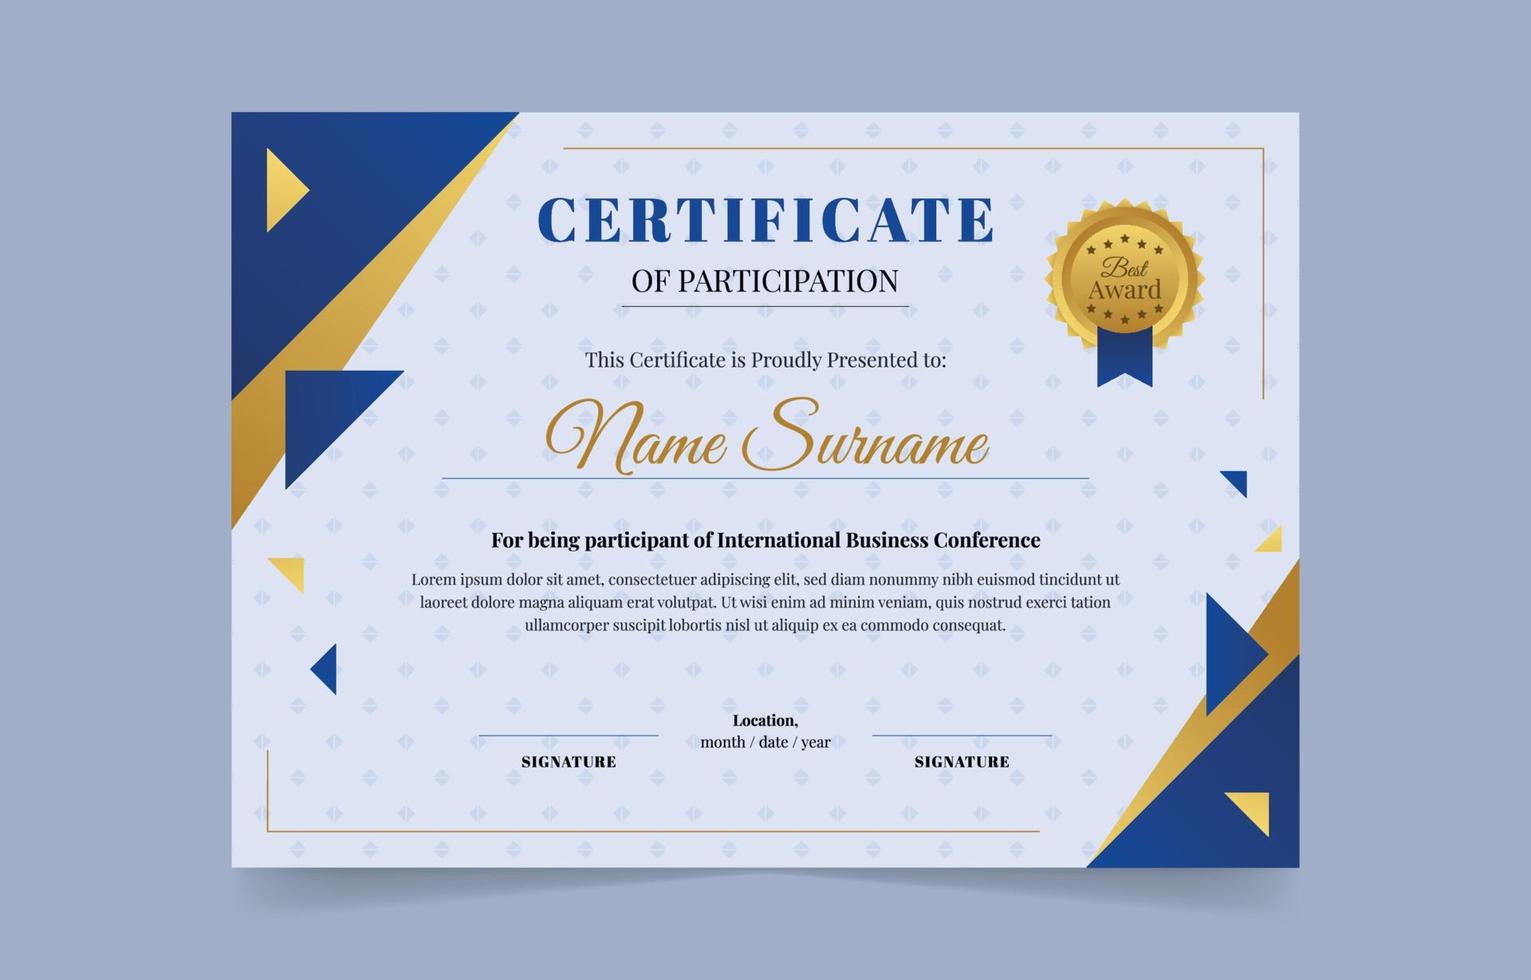 CERTIFICATE
OF PARTICIPATION
Best
Award
This Certificate is Proudly Presented to:
Name Surname
For being participant of International Business Conference
Lorem ipsum dolor sit amet, consectetuer adipiscing elit, sed diam nonummy nibh euismod tincidunt ut
laoreet dolore magna aliquam erat volutpat. Ut wisi enim ad minim veniam, quis nostrud exerci tation
ullamcorper suscipit lobortis nisl ut aliquip ex ea commodo consequat.
Location,
month / date / year
SIGNATURE
SIGNATURE